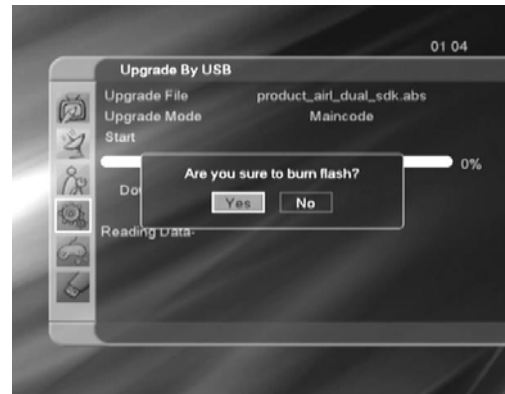 01 04
Upgrade By USB
Upgrade File product_airl_dual_sdk.abs
Upgrade Mode Maincode
Start
0%
Are you sure to burn flash?
Yes No
Reading Data-